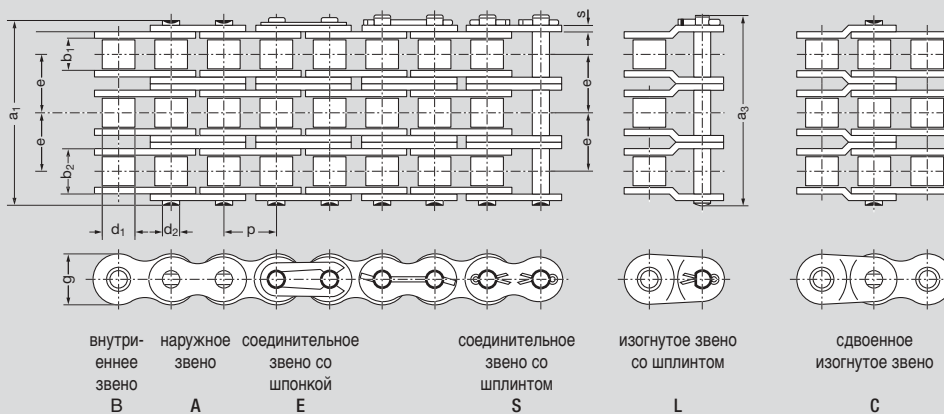 s
b1
e
e
a1
b2
e
e
a3
d1
d2
p
g
внутри-
еннее
звено
B
наружное
звено
A
соединительное
звено со
шпонкой
E
соединительное
звено со
шплинтом
S
изогнутое звено
со шплинтом
L
сдвоенное
изогнутое звено
C